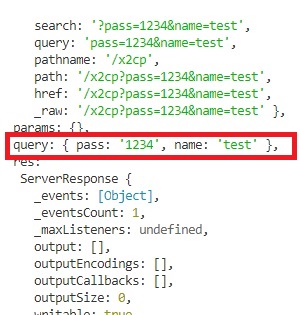 search: '?pass=1234&name=test',
query: 'pass=1234&name=test',
pathname: '/x2cp',
path: '/x2cp?pass=1234&name=test',
href: '/x2cp?pass=1234&name=test',
_raw: '/x2cp?pass=1234&name=test' },
params: {},
query: { pass: '1234', name: 'test' },
res:
ServerResponse {
_events: [Object],
_eventsCount: 1,
_maxListeners: undefined,
output: [],
outputEncodings: [],
outputCallbacks: [],
outputSize: 0,
writable: true,